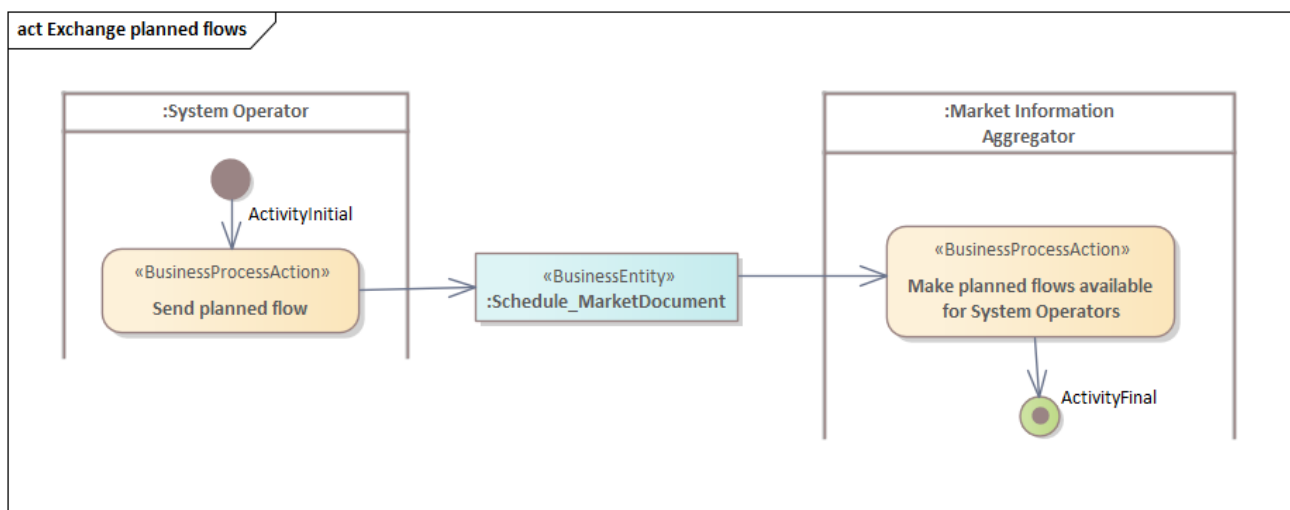 act Exchange planned flows
:System Operator
ActivityInitial
«BusinessProcessAction»
Send planned flow
«BusinessEntity»
:Schedule_MarketDocument
:Market Information
Aggregator
«BusinessProcessAction»
Make planned flows available
for System Operators
ActivityFinal